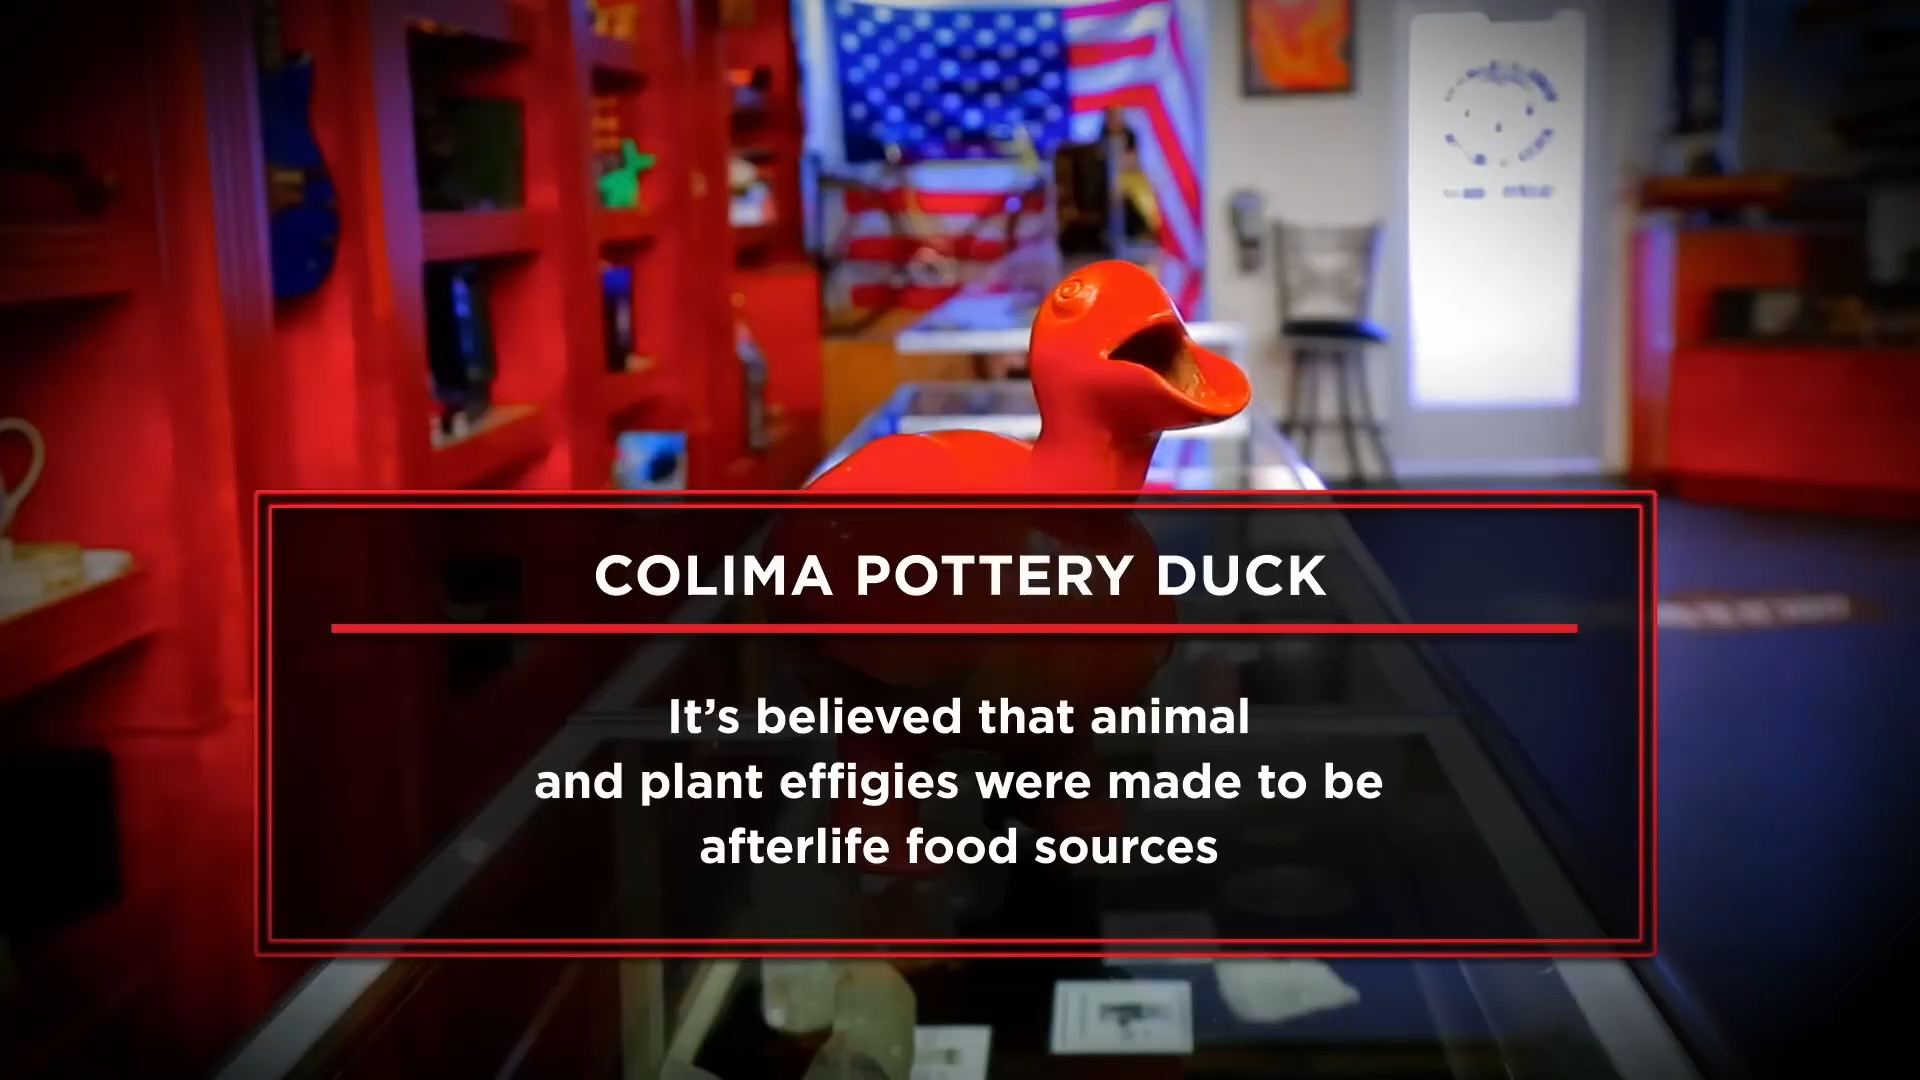 COLIMA POTTERY DUCK
It’s believed that animal
and plant effigies were made to be
afterlife food sources